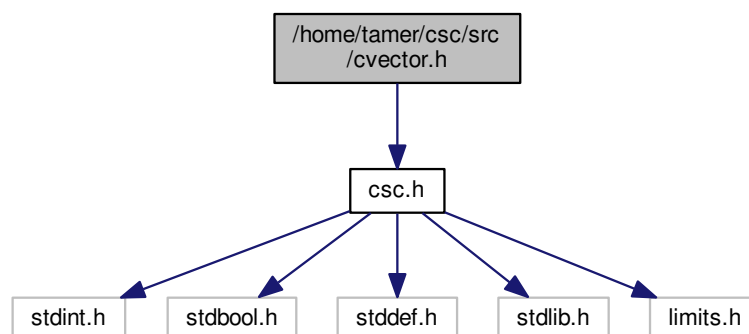 /home/tamer/csc/src
/cvector.h
csc.h
stdint.h
stdbool.h
stddef.h
stdlib.h
limits.h